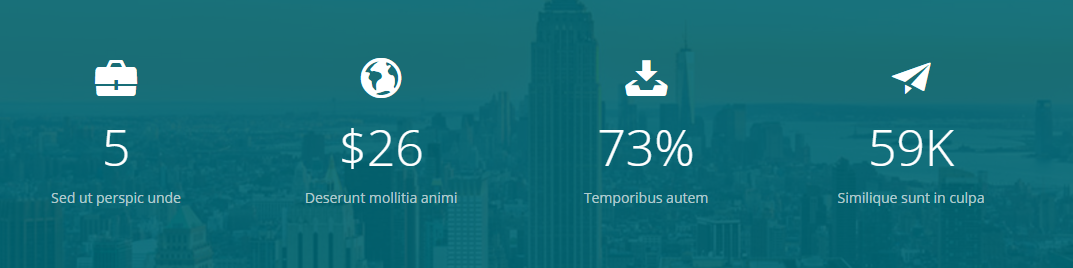 5 $26 73% 59K
Sed ut perspic unde Deserunt mollitia animi Temporibus autem Similique sunt in culpa